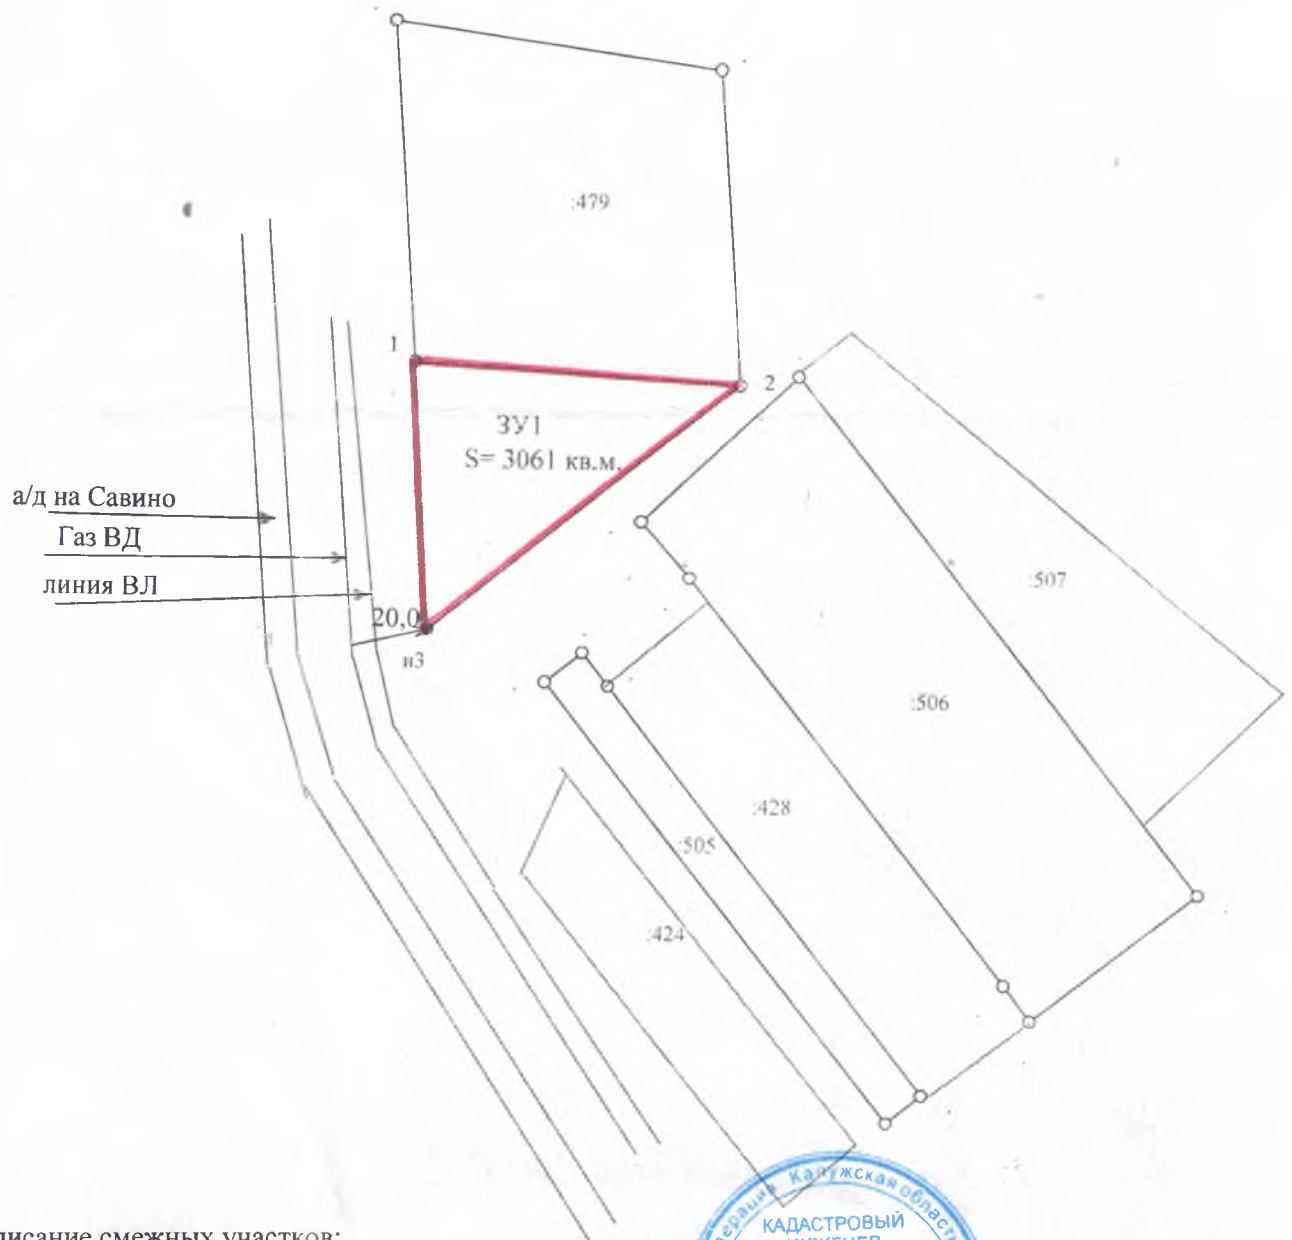 :479
1
2
ЗУ1
S= 3061 кв.м.
а/д на Савино
Газ ВД
линия ВЛ
20,0
н3
:507
:506
:428
:505
:424
Калужская область
КАДАСТРОВЫЙ
смежных участков: